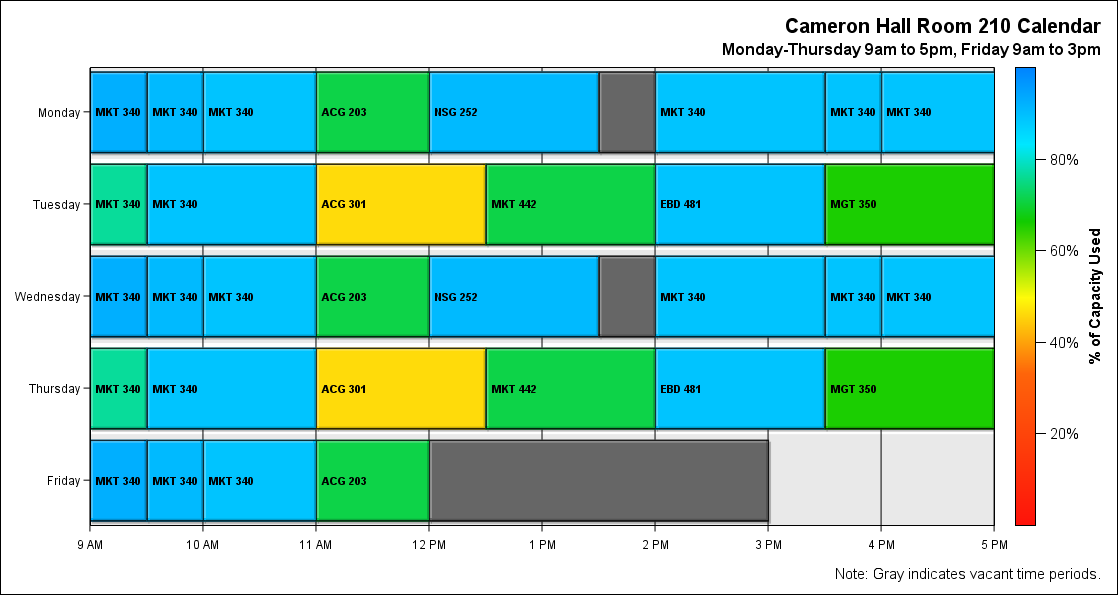 Cameron Hall Room 210 Calendar
Monday-Thursday 9am to 5pm, Friday 9am to 3pm
Monday
MKT 340
MKT 340
MKT 340
ACG 203
NSG 252
MKT 340
MKT 340
MKT 340
Tuesday
MKT 340
MKT 340
ACG 301
MKT 442
EBD 481
MGT 350
Wednesday
MKT 340
MKT 340
MKT 340
ACG 203
NSG 252
MKT 340
MKT 340
MKT 340
Thursday
MKT 340
MKT 340
ACG 301
MKT 442
EBD 481
MGT 350
Friday
MKT 340
MKT 340
MKT 340
ACG 203
9 AM
10 AM
11 AM
12 PM
1 PM
2 PM
3 PM
4 PM
5 PM
80%
60%
40%
20%
% of Capacity Used
Note: Gray indicates vacant time periods.